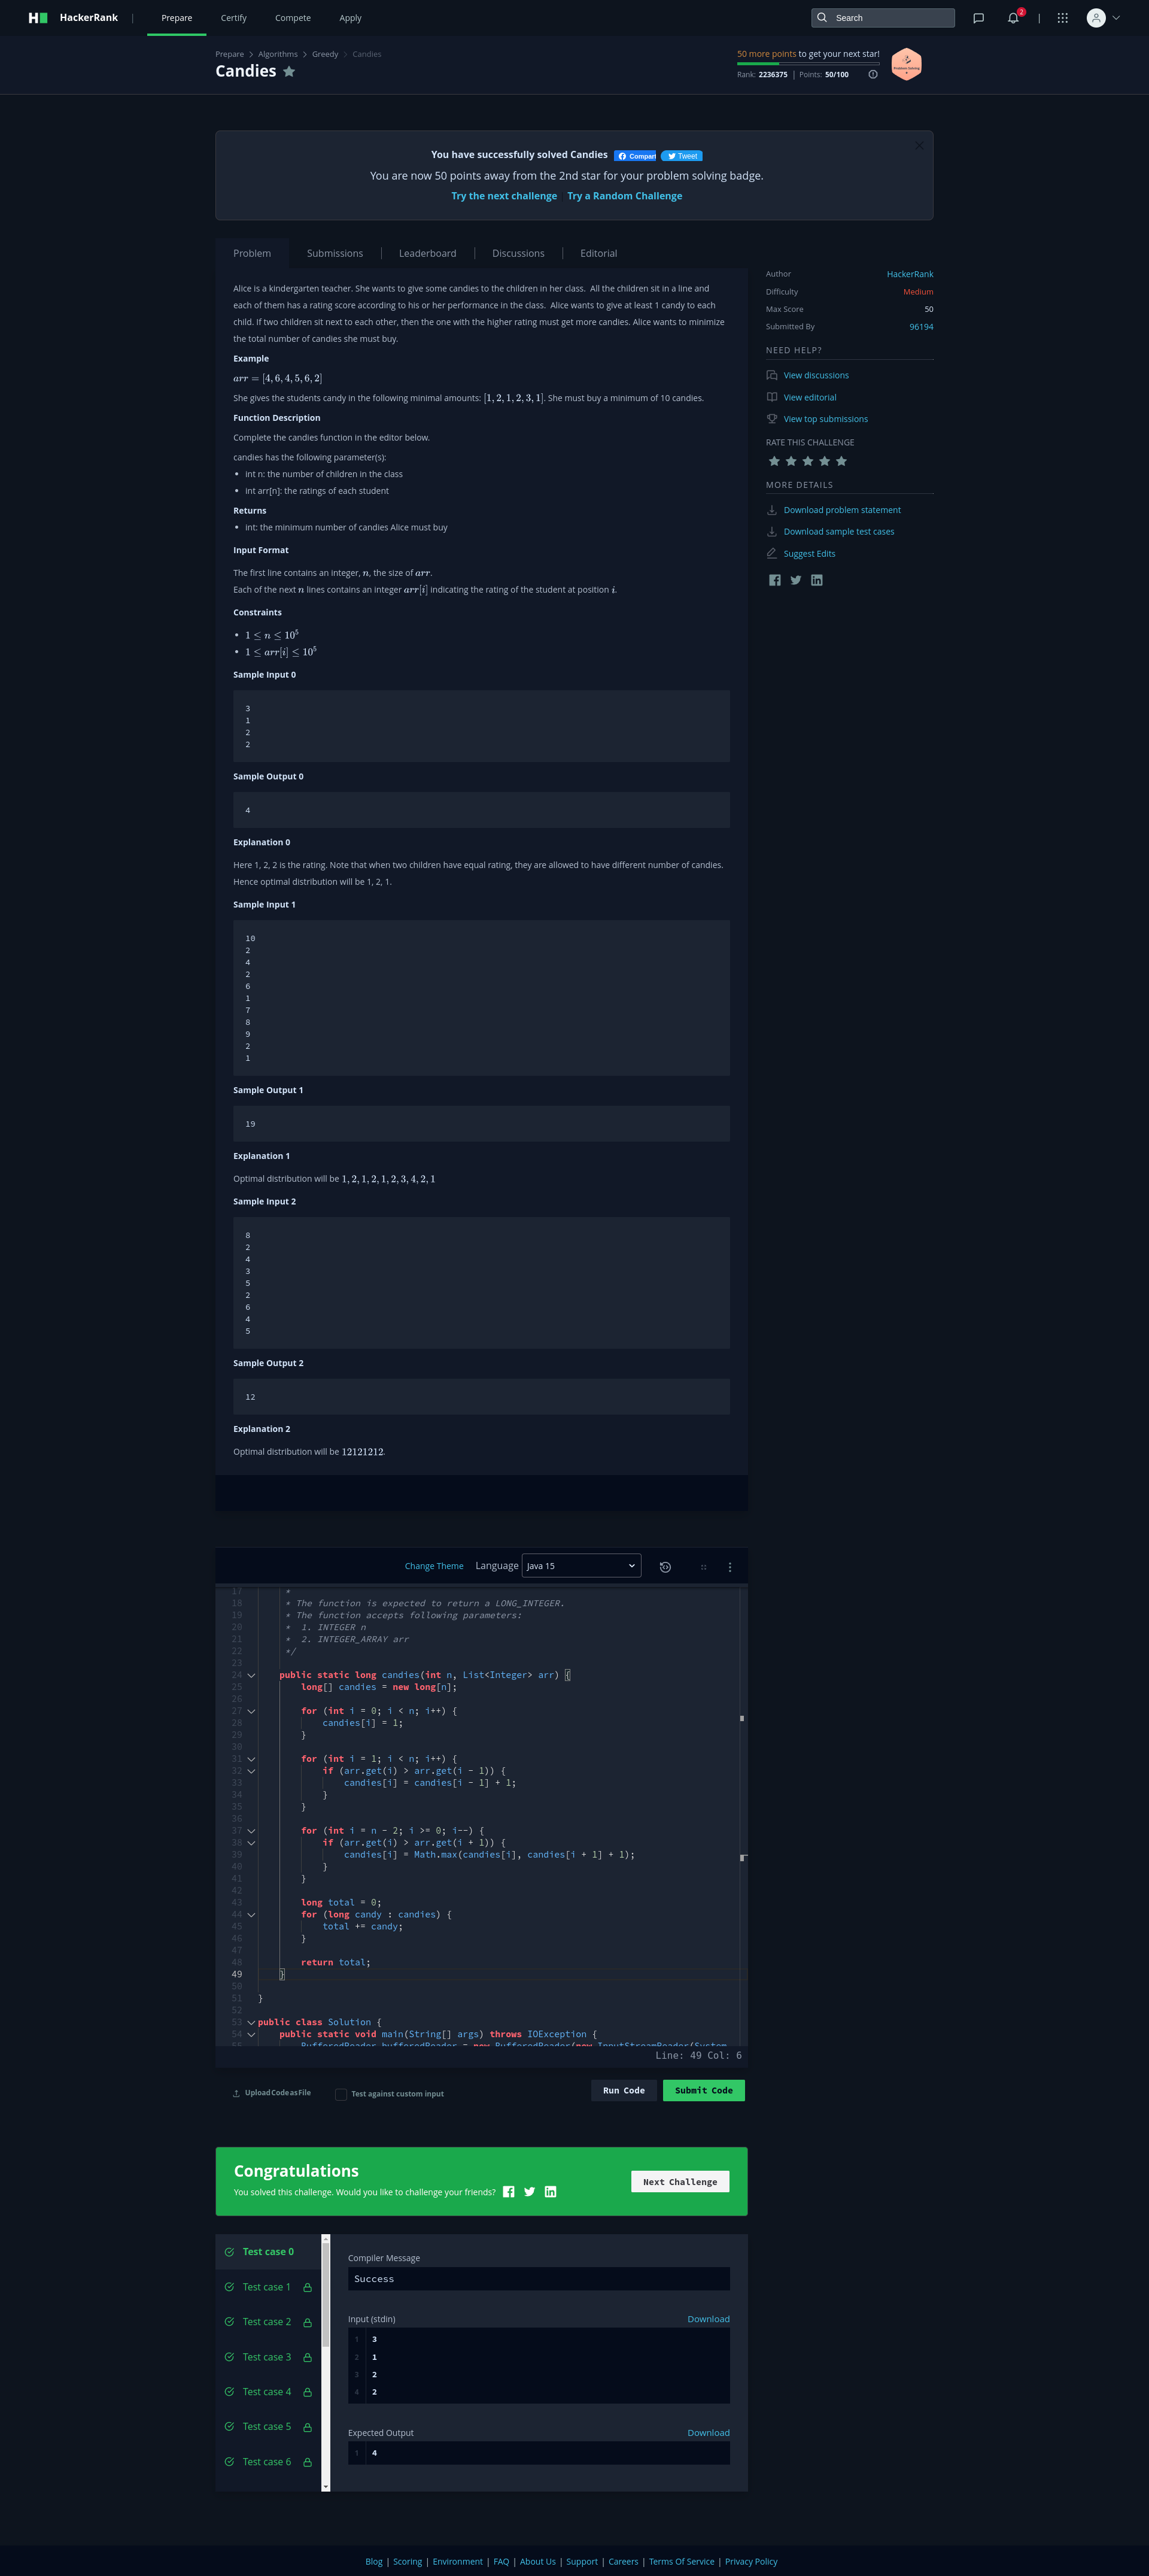 HackerRank
Prepare
Certify
Compete
Apply
Search
2
Prepare > Algorithms > Greedy > Candies
Candies
50 more points to get your next star!
Rank: 2236375 | Points: 50/100
Problem Solving
You have successfully solved Candies
Tweet
You are now 50 points away from the 2nd star for your problem solving badge.
Try the next challenge | Try a Random Challenge
Problem
Submissions
Leaderboard
Discussions
Editorial
Alice is a kindergarten teacher. She wants to give some candies to the children in her class.  All the children sit in a line and
each of them has a rating score according to his or her performance in the class.  Alice wants to give at least 1 candy to each
child. If two children sit next to each other, then the one with the higher rating must get more candies. Alice wants to minimize
the total number of candies she must buy.
Example
arr = [4, 6, 4, 5, 6, 2]
She gives the students candy in the following minimal amounts: [1, 2, 1, 2, 3, 1]. She must buy a minimum of 10 candies.
Function Description
Complete the candies function in the editor below.
candies has the following parameter(s):
• int n: the number of children in the class
• int arr[n]: the ratings of each student
Returns
• int: the minimum number of candies Alice must buy
Input Format
The first line contains an integer, n, the size of arr.
Each of the next n lines contains an integer arr[i] indicating the rating of the student at position i.
Constraints
• 1 ≤ n ≤ 10^5
• 1 ≤ arr[i] ≤ 10^5
Sample Input 0
3
1
2
2
Sample Output 0
4
Explanation 0
Here 1, 2, 2 is the rating. Note that when two children have equal rating, they are allowed to have different number of candies.
Hence optimal distribution will be 1, 2, 1.
Sample Input 1
10
2
4
2
6
1
7
8
9
2
1
Sample Output 1
19
Explanation 1
Optimal distribution will be 1, 2, 1, 2, 1, 2, 3, 4, 2, 1
Sample Input 2
8
2
4
3
5
2
6
4
5
Sample Output 2
12
Explanation 2
Optimal distribution will be 12121212.
Author HackerRank
Difficulty Medium
Max Score 50
Submitted By 96194
NEED HELP?
View discussions
View editorial
View top submissions
RATE THIS CHALLENGE
MORE DETAILS
Download problem statement
Download sample test cases
Suggest Edits
Change Theme
Language
Java 15
17      *
18      * The function is expected to return a LONG_INTEGER.
19      * The function accepts following parameters:
20      *  1. INTEGER n
21      *  2. INTEGER_ARRAY arr
22      */
23
24     public static long candies(int n, List<Integer> arr) {
25         long[] candies = new long[n];
26
27         for (int i = 0; i < n; i++) {
28             candies[i] = 1;
29         }
30
31         for (int i = 1; i < n; i++) {
32             if (arr.get(i) > arr.get(i - 1)) {
33                 candies[i] = candies[i - 1] + 1;
34             }
35         }
36
37         for (int i = n - 2; i >= 0; i--) {
38             if (arr.get(i) > arr.get(i + 1)) {
39                 candies[i] = Math.max(candies[i], candies[i + 1] + 1);
40             }
41         }
42
43         long total = 0;
44         for (long candy : candies) {
45             total += candy;
46         }
47
48         return total;
49     }
50
51 }
52
53 public class Solution {
54     public static void main(String[] args) throws IOException {
55         BufferedReader bufferedReader = new BufferedReader(new InputStreamReader(System.
Line: 49 Col: 6
Upload Code as File
Test against custom input
Run Code
Submit Code
Congratulations
You solved this challenge. Would you like to challenge your friends?
Next Challenge
Test case 0
Test case 1
Test case 2
Test case 3
Test case 4
Test case 5
Test case 6
Compiler Message
Success
Input (stdin)
Download
1 3
2 1
3 2
4 2
Expected Output
Download
1 4
Blog | Scoring | Environment | FAQ | About Us | Support | Careers | Terms Of Service | Privacy Policy